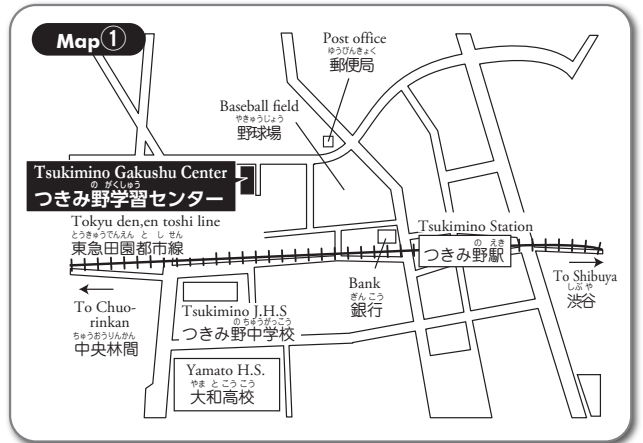 Map①
Post office
ゆうびんきょく
郵便局
Baseball field
やきゅうじょう
野球場
Tsukimino Gakushu Center
の がくしゅう
つきみ野学習センター
Tokyu den,en toshi line
とうきゅうでんえん と し せん
東急田園都市線
Tsukimino Station
の えき
つきみ野駅
To Shibuya
しぶ や
渋谷
Bank
ぎん こう
銀行
To Chuo-
rinkan
ちゅうおうりんかん
中央林間
Tsukimino J.H.S
の ちゅうがっこう
つきみ野中学校
Yamato H.S.
やま と こう こう
大和高校